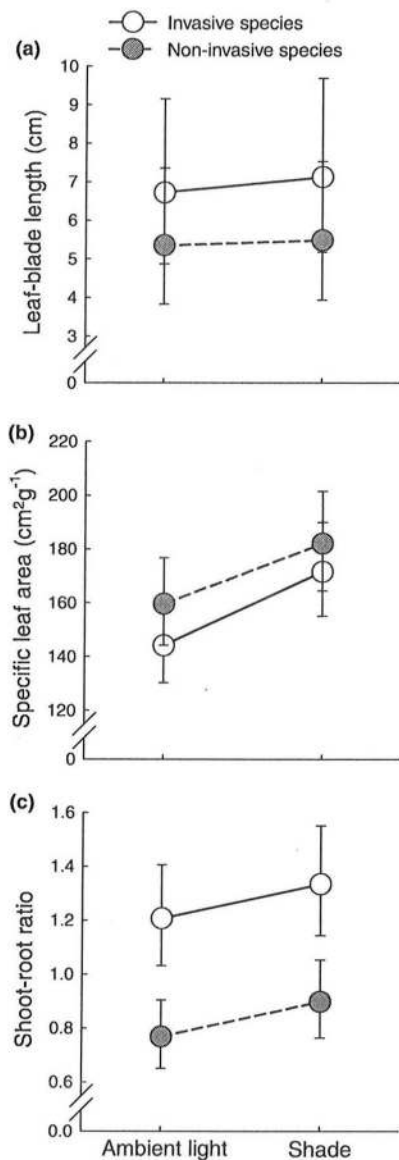 Invasive species
Non-invasive species
(a)
Leaf-blade length (cm)
10
9
8
7
6
5
4
3
0
(b)
Specific leaf area (cm²g⁻¹)
220
200
180
160
140
120
0
(c)
Shoot-root ratio
1.6
1.4
1.2
1.0
0.8
0.6
0.0
Ambient light
Shade